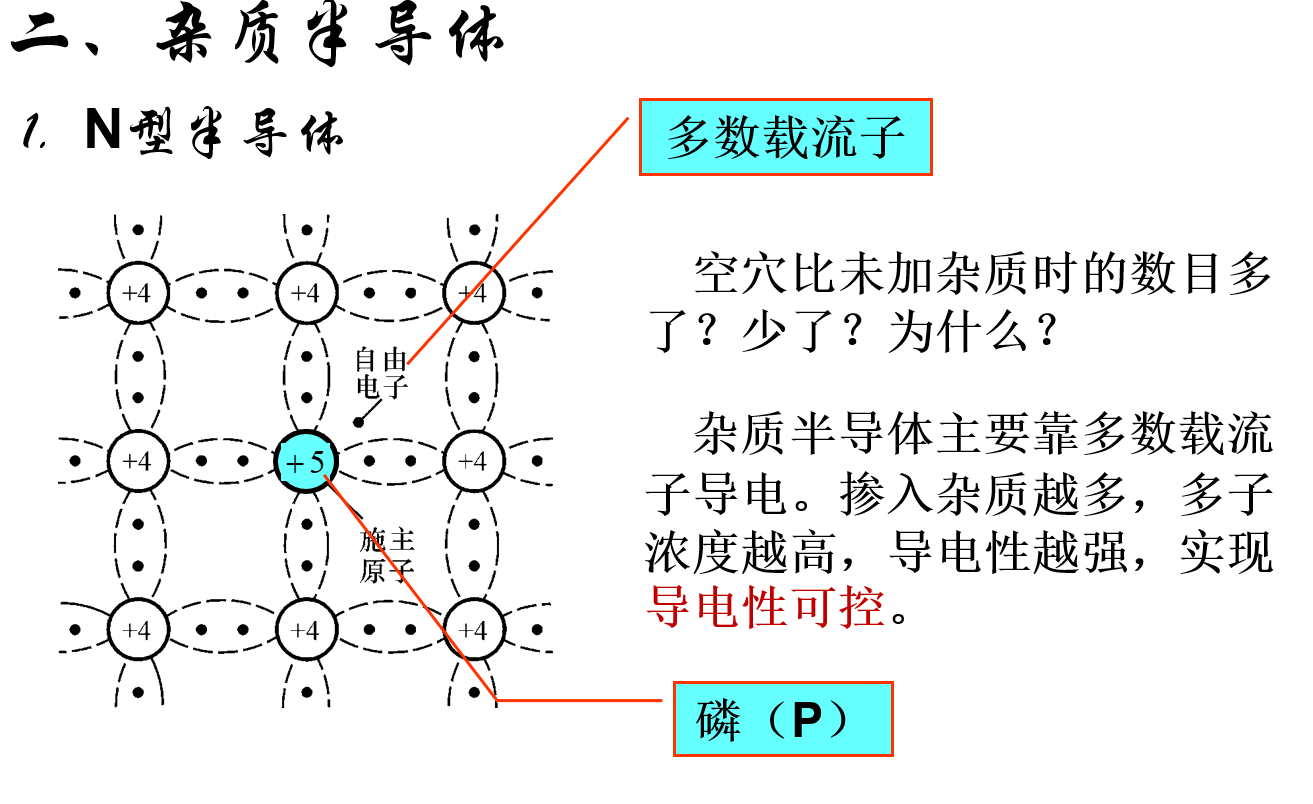 二、杂质半导体
1. N型半导体
多数载流子
+4 +4 +4
自由
电子
+4 +5 +4
施主
原子
+4 +4 +4
空穴比未加杂质时的数目多
了？少了？为什么？
杂质半导体主要靠多数载流
子导电。掺入杂质越多，多子
浓度越高，导电性越强，实现
导电性可控。
磷（P）